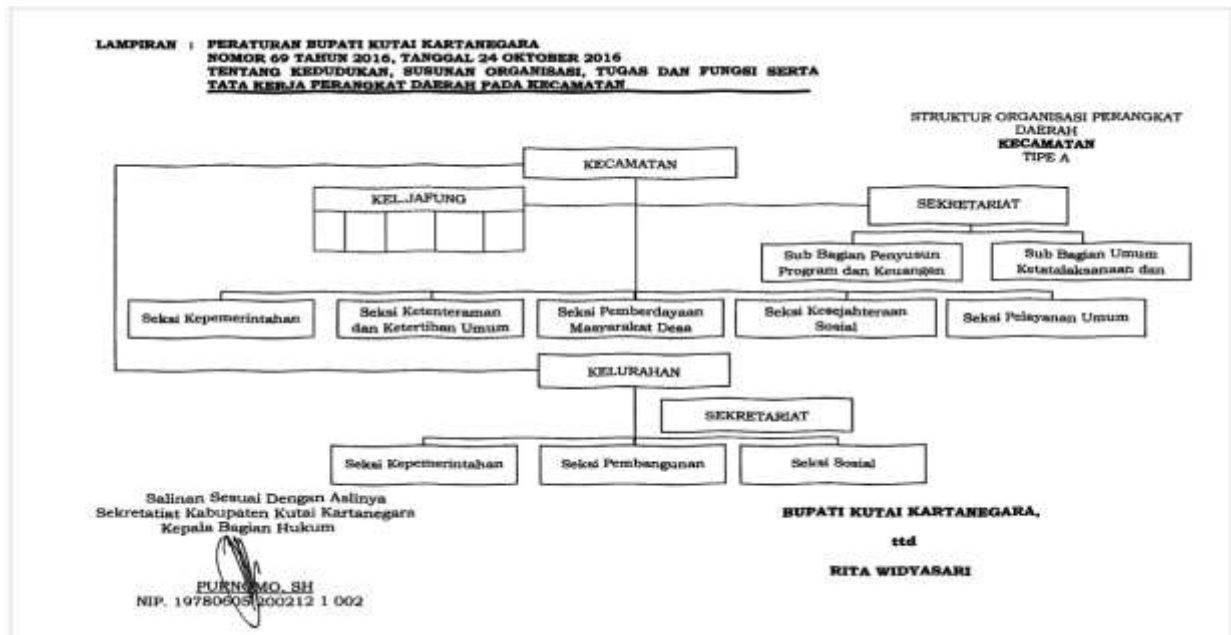 LAMPIRAN : PERATURAN BUPATI KUTAI KARTANEGARA
NOMOR 69 TAHUN 2016, TANGGAL 24 OKTOBER 2016
TENTANG KEDUDUKAN, SUSUNAN ORGANISASI, TUGAS DAN FUNGSI SERTA
TATA KERJA PERANGKAT DAERAH PADA KECAMATAN
STRUKTUR ORGANISASI PERANGKAT
DAERAH
KECAMATAN
TIPE A
KECAMATAN
KEL.JAFUNG
SEKRETARIAT
Sub Bagian Penyusun
Program dan Keuangan
Sub Bagian Umum
Ketatalaksanaan dan
Seksi Kepemerintahan
Seksi Ketenteraman
dan Ketertiban Umum
Seksi Pemberdayaan
Masyarakat Desa
Seksi Kesejahteraan
Sosial
Seksi Pelayanan Umum
KELURAHAN
SEKRETARIAT
Seksi Kepemerintahan
Seksi Pembangunan
Seksi Sosial
Salinan Sesuai Dengan Aslinya
Sekretatiat Kabupaten Kutai Kartanegara
Kepala Bagian Hukum
PURNOMO, SH
NIP. 19780605 200212 1 002
BUPATI KUTAI KARTANEGARA,
ttd
RITA WIDYASARI